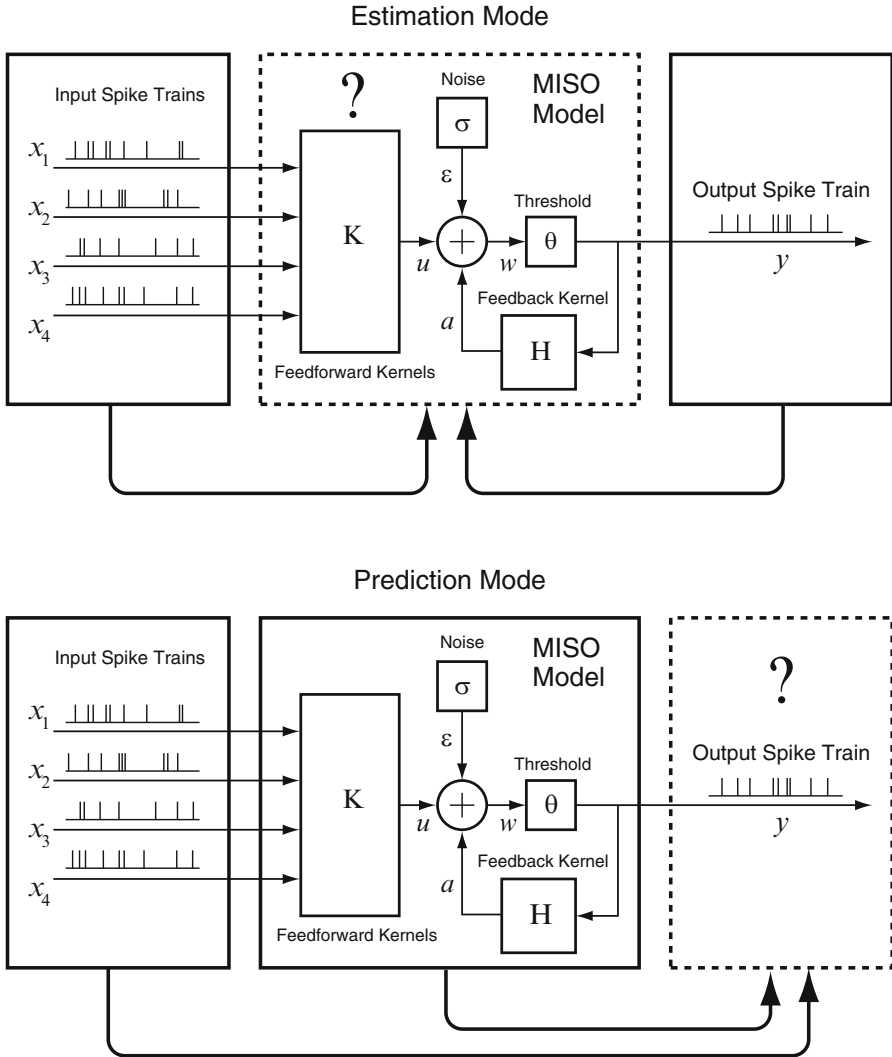 Estimation Mode
Input Spike Trains
x1
x2
x3
x4
?
K
Feedforward Kernels
Noise
σ
ε
MISO
Model
+
u
w
Threshold
θ
Feedback Kernel
a
H
Output Spike Train
y
Prediction Mode
Input Spike Trains
x1
x2
x3
x4
K
Feedforward Kernels
Noise
σ
ε
MISO
Model
+
u
w
Threshold
θ
Feedback Kernel
a
H
?
Output Spike Train
y